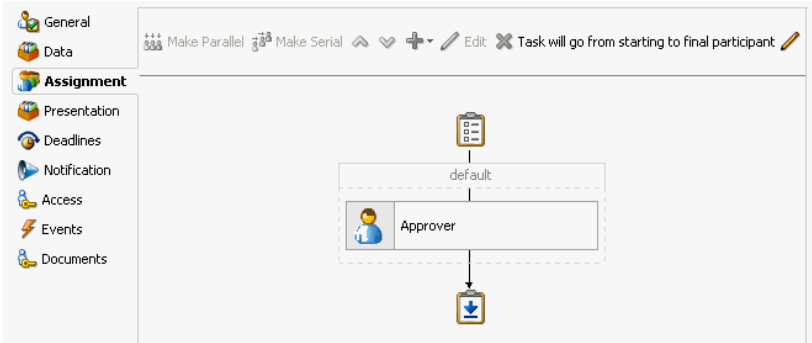 General
Data
Assignment
Presentation
Deadlines
Notification
Access
Events
Documents
Make Parallel Make Serial Edit Task will go from starting to final participant
default
Approver